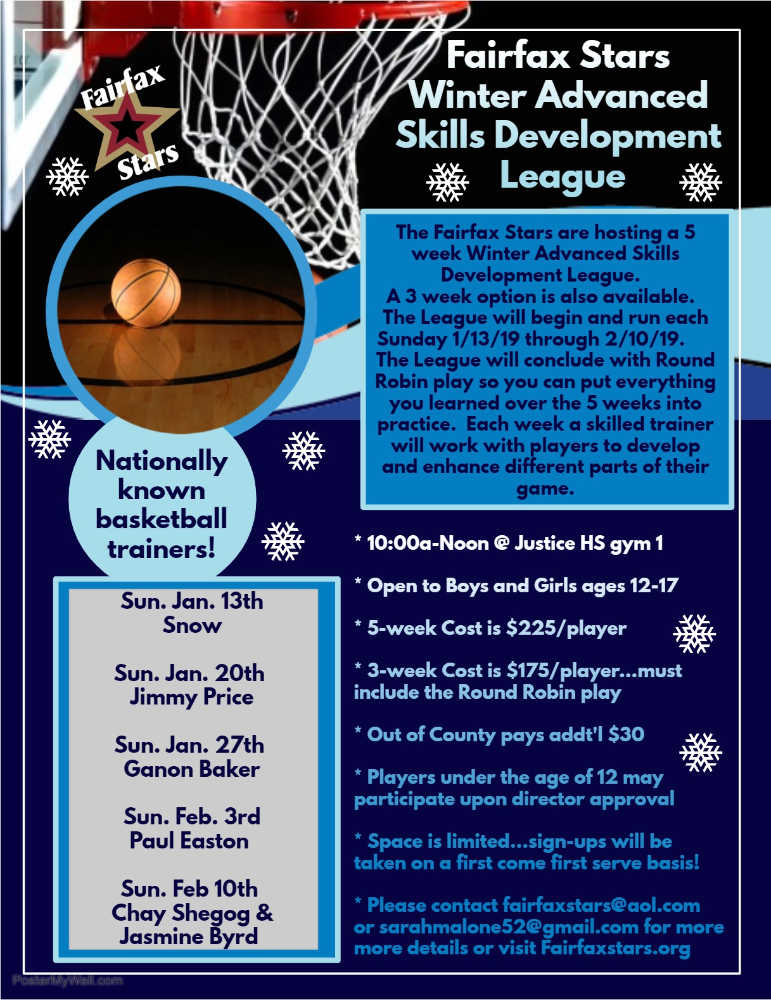 Fairfax
Stars
Fairfax Stars
Winter Advanced
Skills Development
League
The Fairfax Stars are hosting a 5
week Winter Advanced Skills
Development League.
A 3 week option is also available.
The League will begin and run each
Sunday 1/13/19 through 2/10/19.
The League will conclude with Round
Robin play so you can put everything
you learned over the 5 weeks into
practice. Each week a skilled trainer
will work with players to develop
and enhance different parts of their
game.
Nationally
known
basketball
trainers!
Sun. Jan. 13th
Snow
Sun. Jan. 20th
Jimmy Price
Sun. Jan. 27th
Ganon Baker
Sun. Feb. 3rd
Paul Easton
Sun. Feb 10th
Chay Shegog &
Jasmine Byrd
* 10:00a-Noon @ Justice HS gym 1
* Open to Boys and Girls ages 12-17
* 5-week Cost is $225/player
* 3-week Cost is $175/player...must
include the Round Robin play
* Out of County pays addt'l $30
* Players under the age of 12 may
participate upon director approval
* Space is limited...sign-ups will be
taken on a first come first serve basis!
* Please contact fairfaxstars@aol.com
or sarahmalone52@gmail.com for more
more details or visit Fairfaxstars.org
PosterMyWall.com